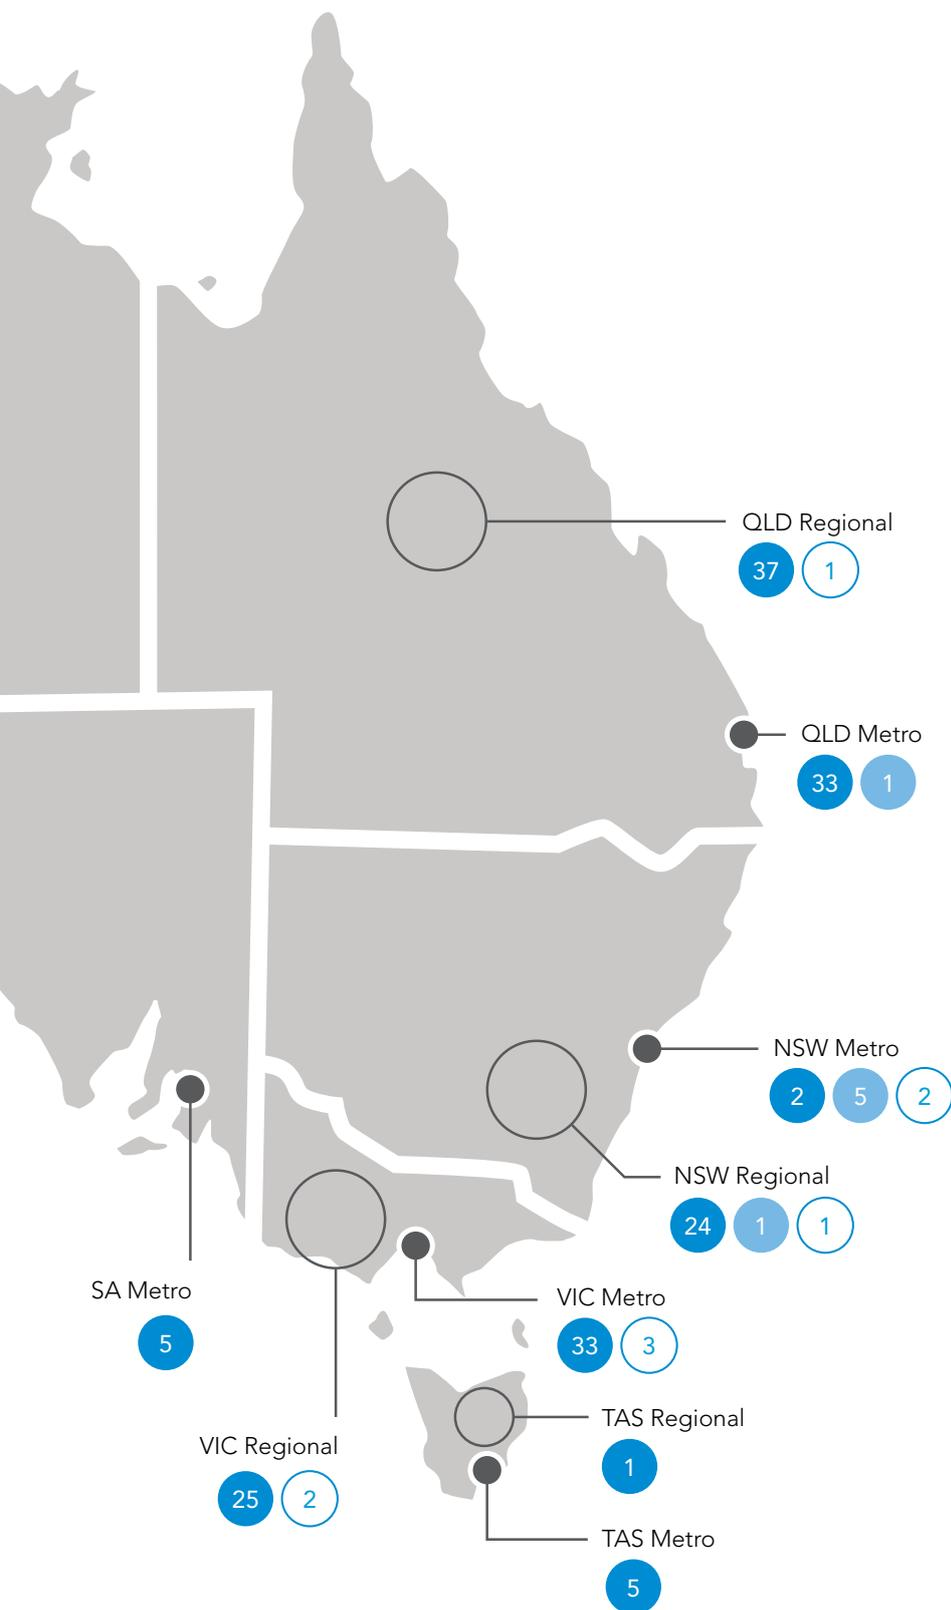 QLD Regional
37 1
QLD Metro
33 1
NSW Metro
2 5 2
NSW Regional
24 1 1
SA Metro
5
VIC Metro
33 3
TAS Regional
1
VIC Regional
25 2
TAS Metro
5